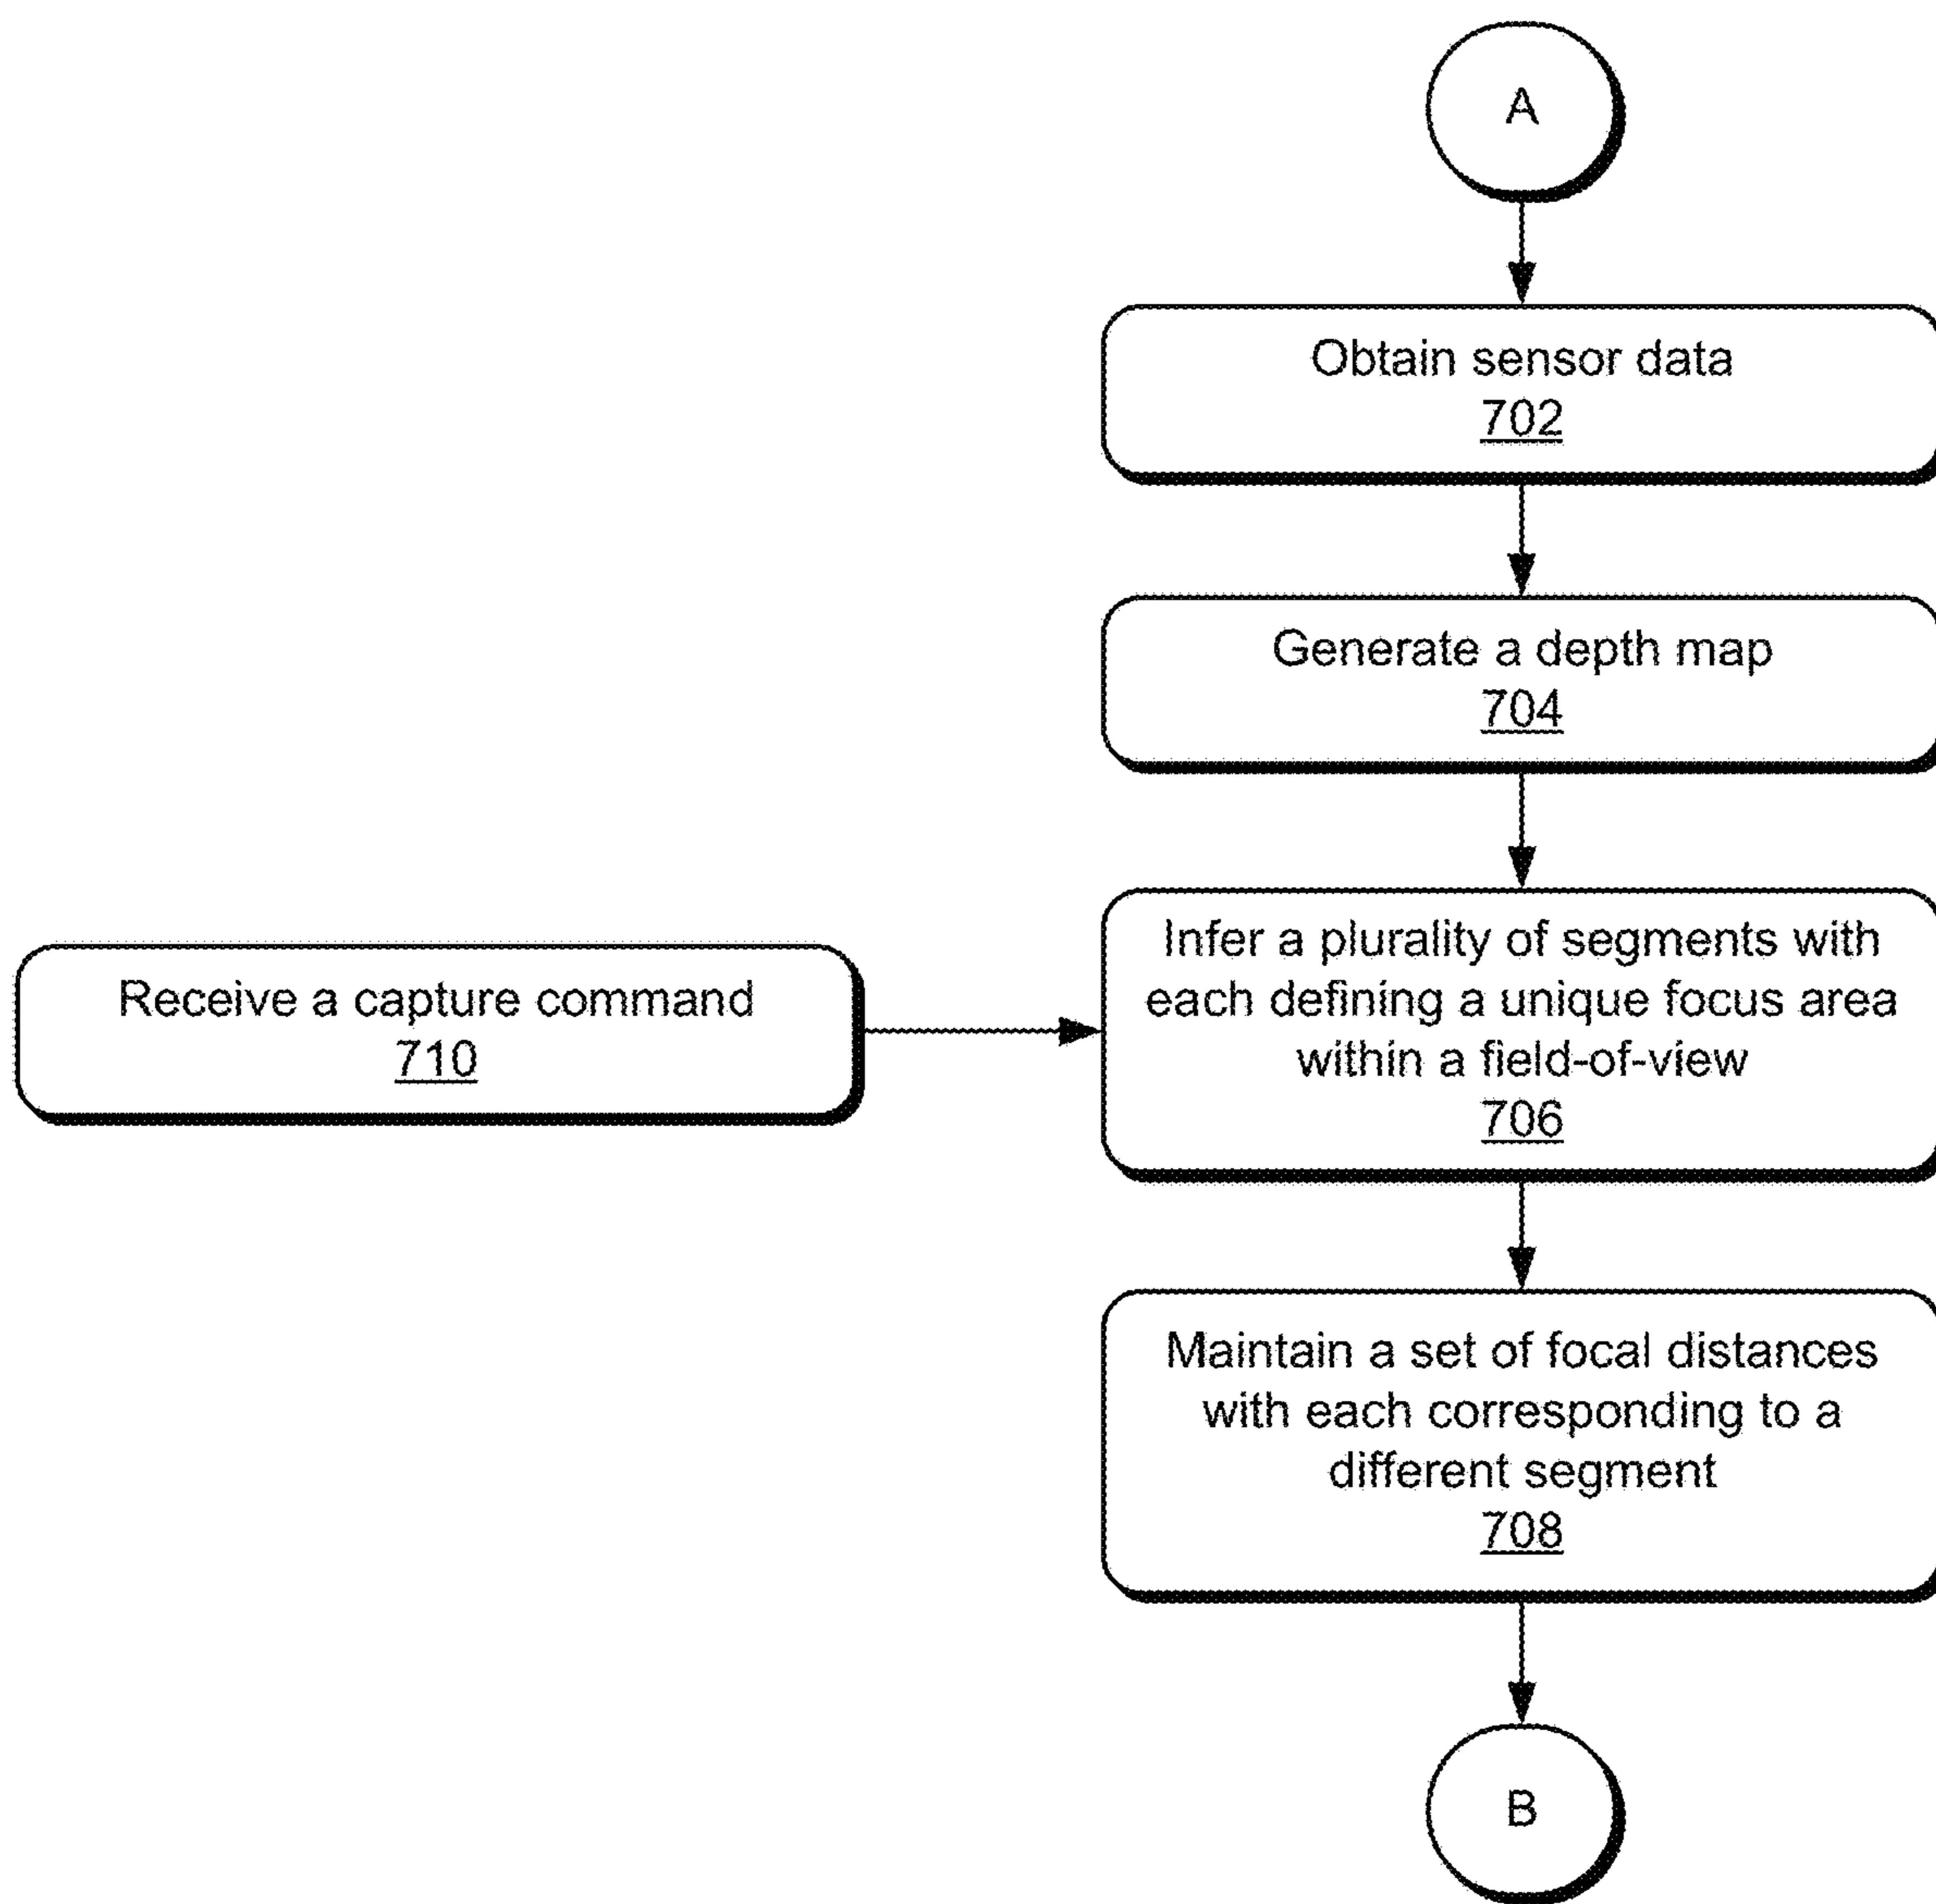 A
Obtain sensor data
702
Generate a depth map
704
Infer a plurality of segments with
each defining a unique focus area
within a field-of-view
706
Receive a capture command
710
Maintain a set of focal distances
with each corresponding to a
different segment
708
B